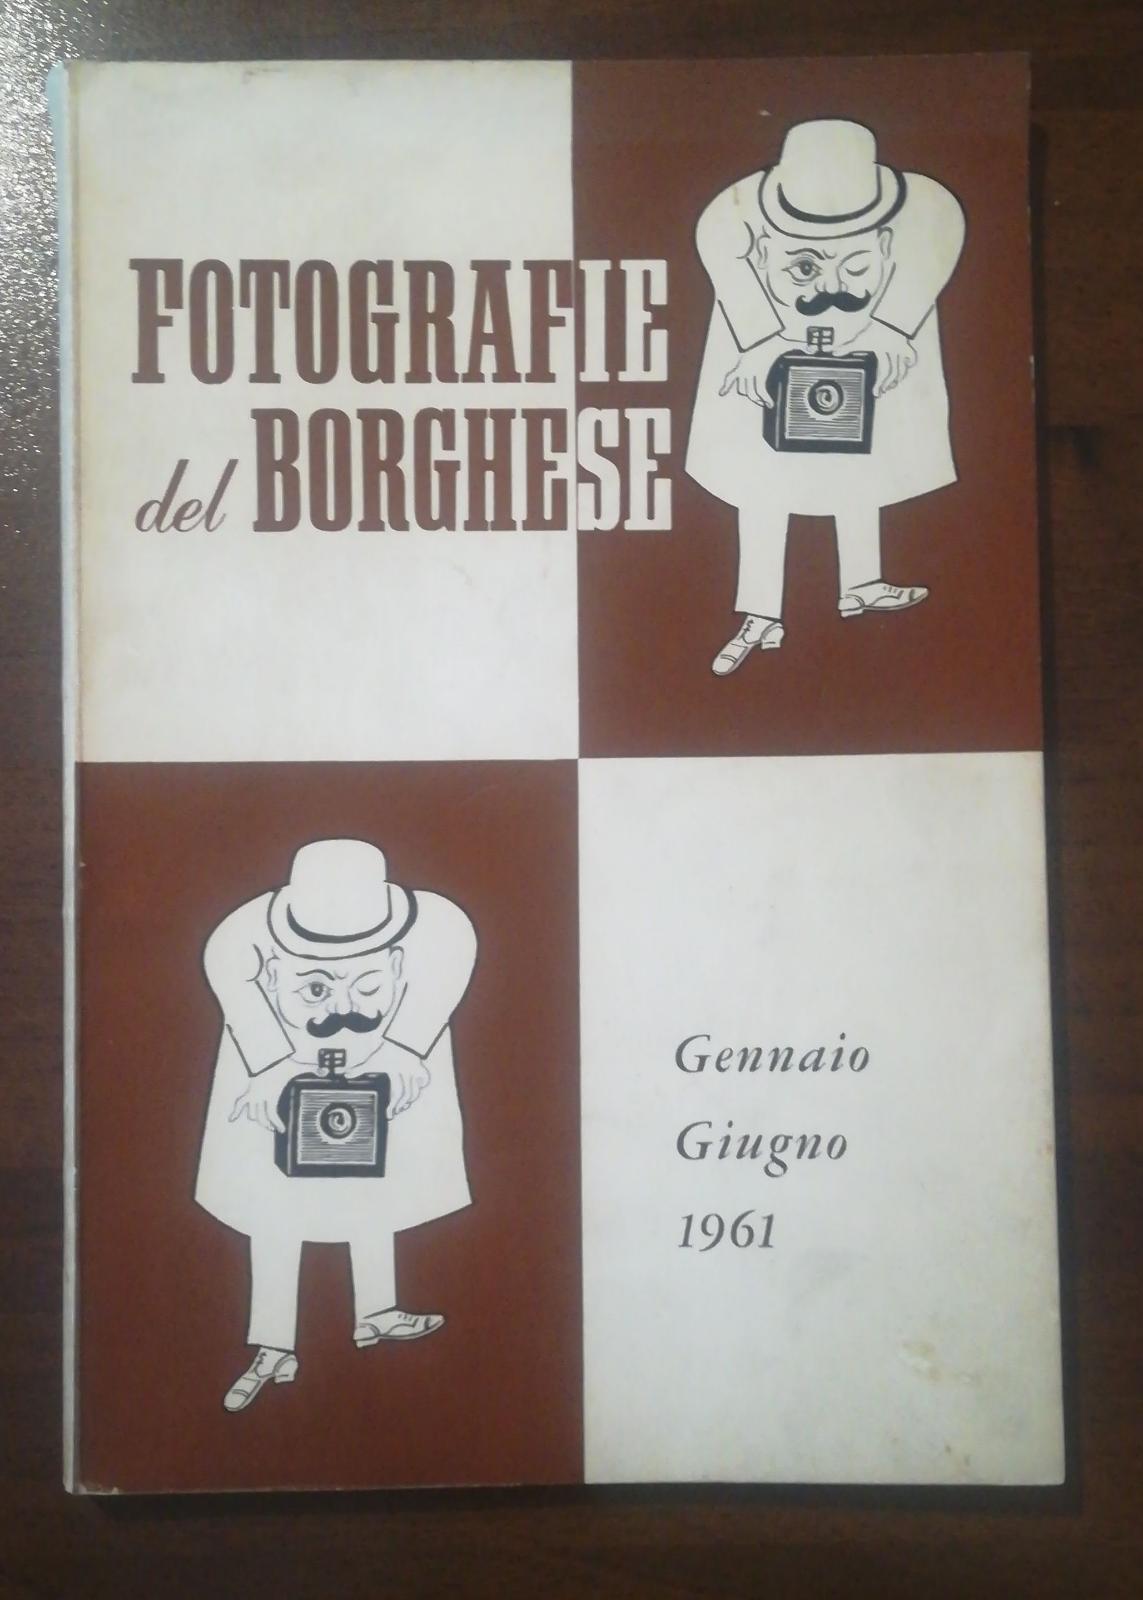 FOTOGRAFIE
del BORGHESE
Gennaio
Giugno
1961